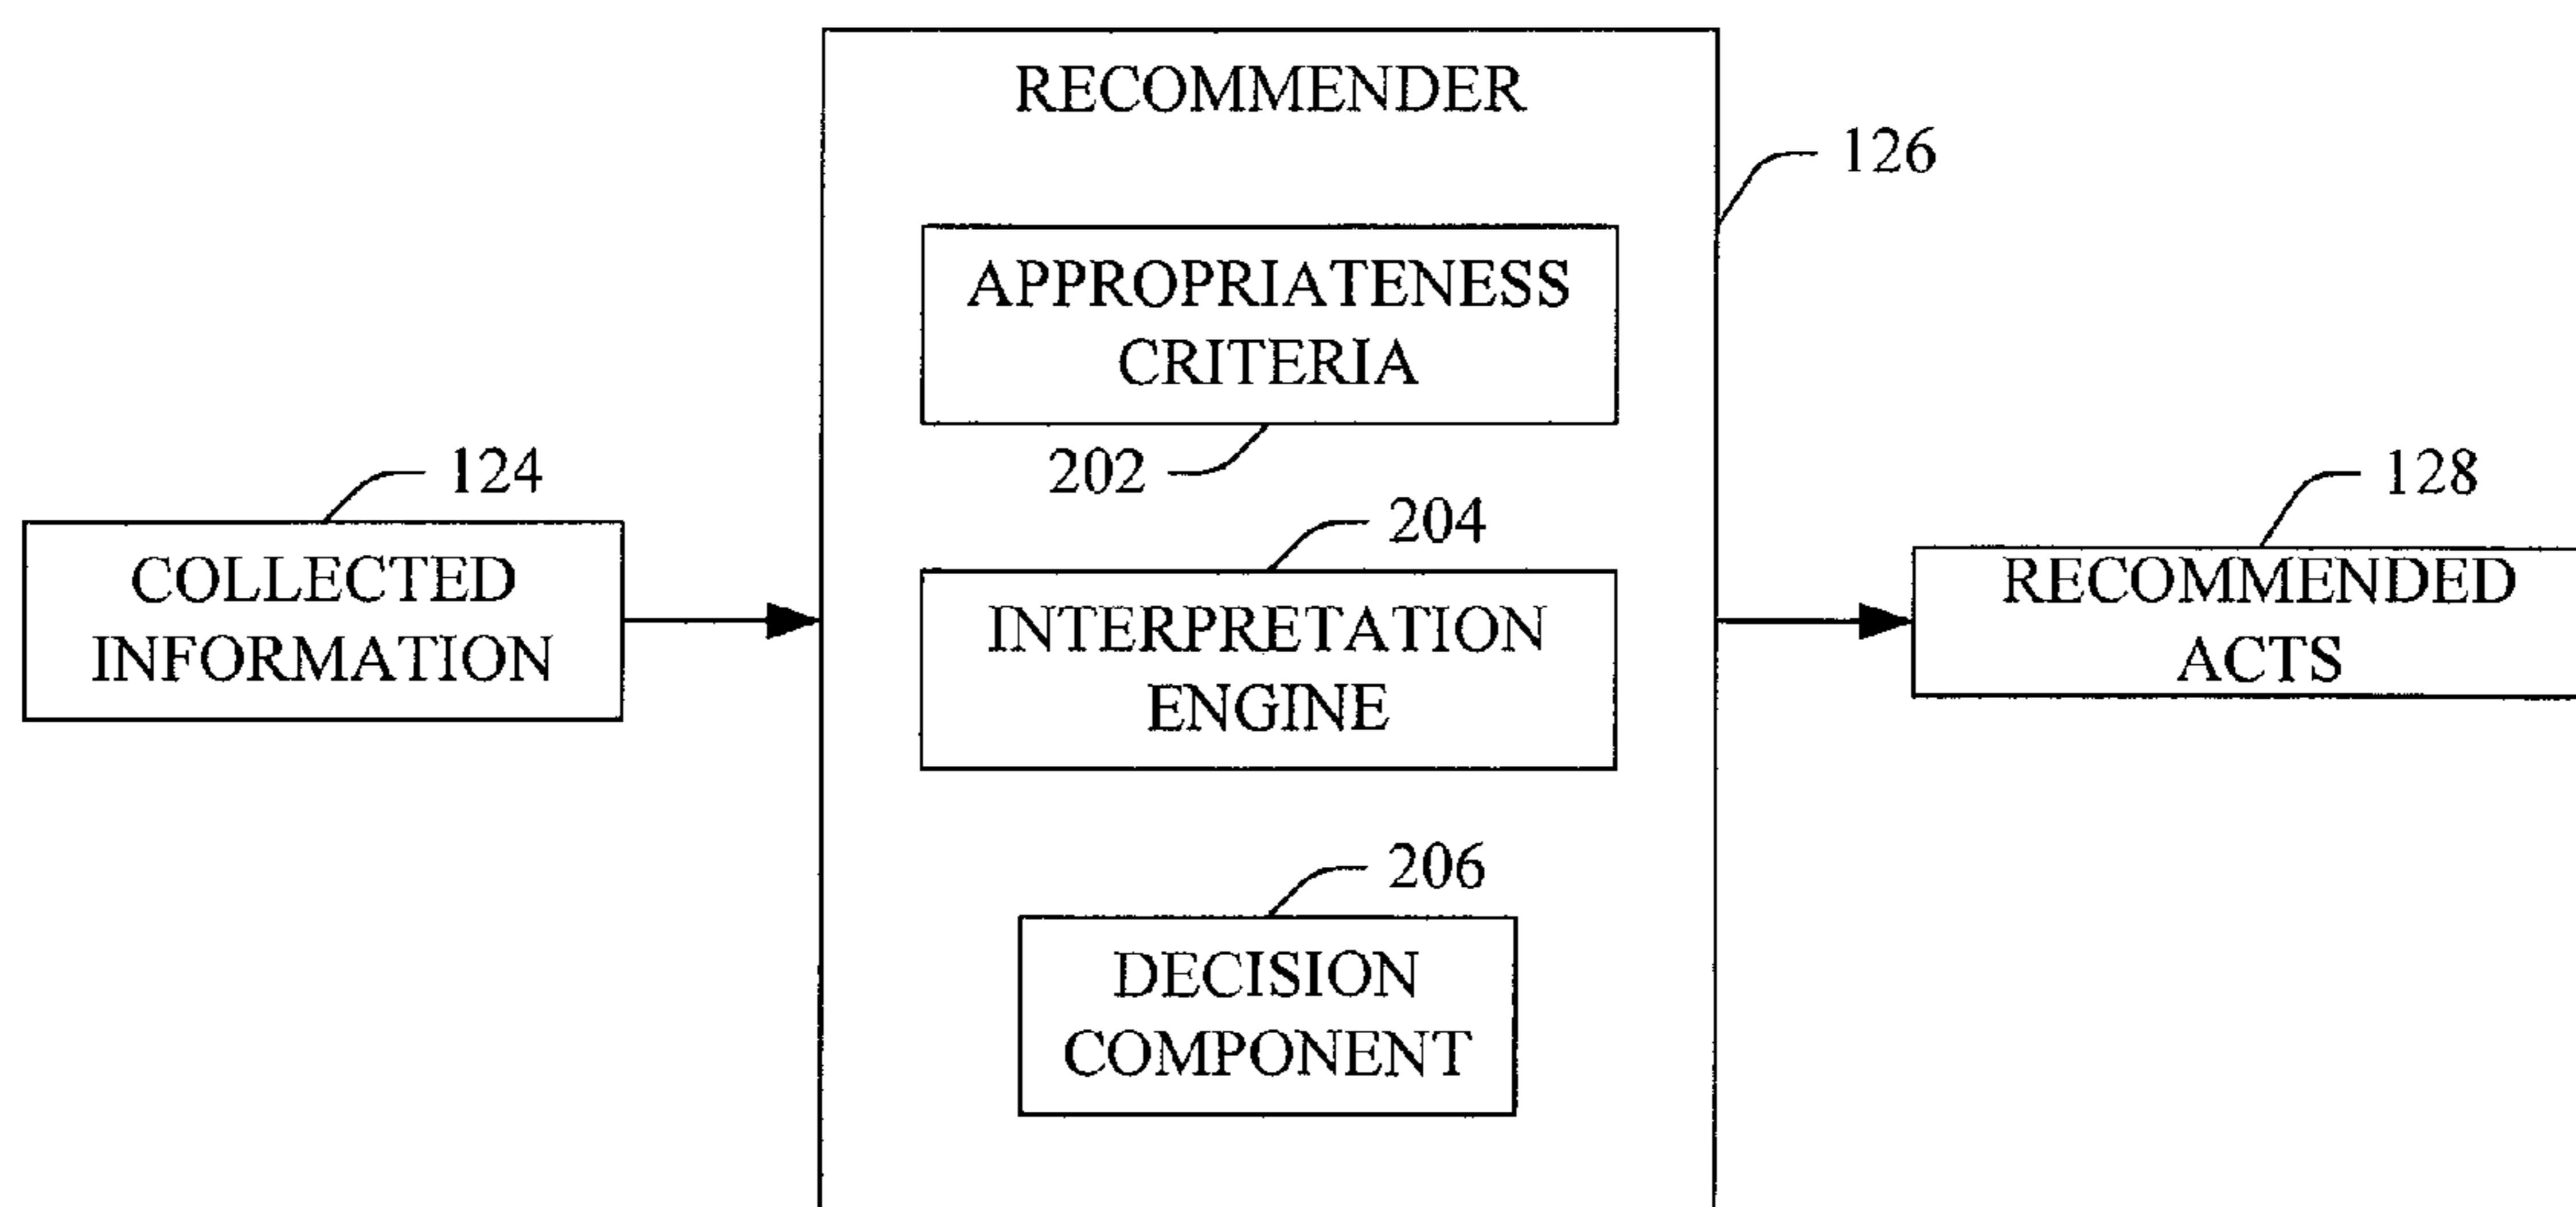 RECOMMENDER
126
APPROPRIATENESS
CRITERIA
202
124
COLLECTED
INFORMATION
204
INTERPRETATION
ENGINE
128
RECOMMENDED
ACTS
206
DECISION
COMPONENT